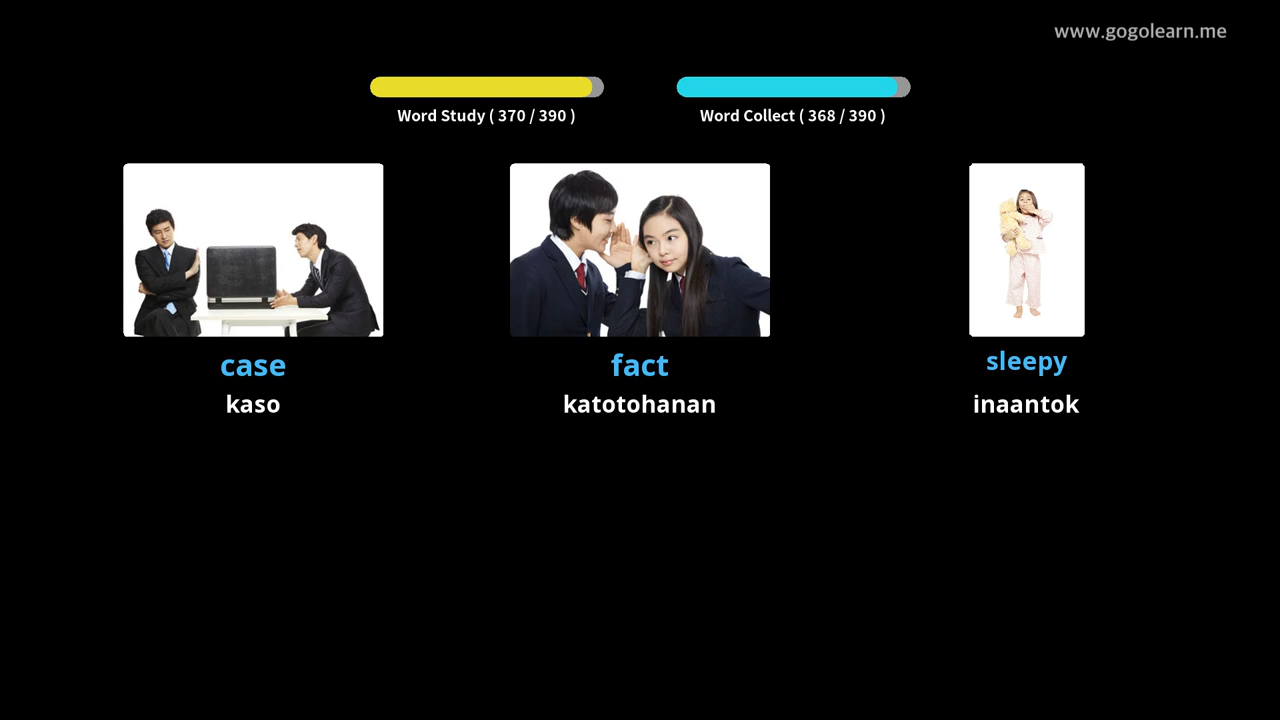 www.gogolearn.me
Word Study ( 370 / 390 )
Word Collect ( 368 / 390 )
case
kaso
fact
katotohanan
sleepy
inaantok